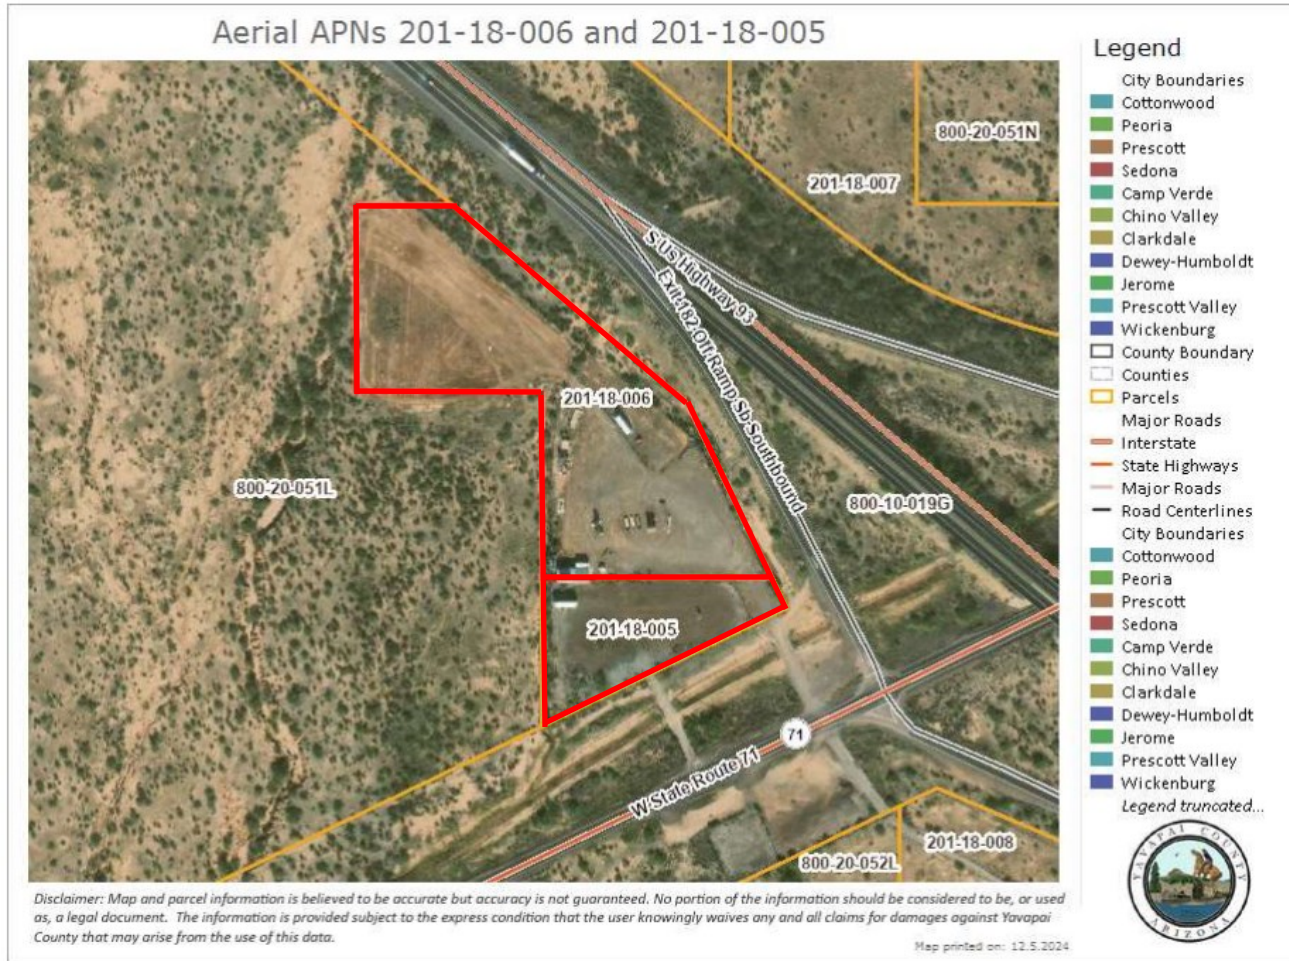 Aerial APNs 201-18-006 and 201-18-005
800-20-051N
201-18-007
S Us Highway 93
Exit 182 Off Ramp Sb Southbound
201-18-006
800-20-051L
800-10-019G
201-18-005
71
W State Route 71
201-18-008
800-20-052L
Legend
City Boundaries
Cottonwood
Peoria
Prescott
Sedona
Camp Verde
Chino Valley
Clarkdale
Dewey-Humboldt
Jerome
Prescott Valley
Wickenburg
County Boundary
Counties
Parcels
Major Roads
Interstate
State Highways
Major Roads
Road Centerlines
City Boundaries
Cottonwood
Peoria
Prescott
Sedona
Camp Verde
Chino Valley
Clarkdale
Dewey-Humboldt
Jerome
Prescott Valley
Wickenburg
Legend truncated...
YAVAPAI COUNTY
ARIZONA
Disclaimer: Map and parcel information is believed to be accurate but accuracy is not guaranteed. No portion of the information should be considered to be, or used
as, a legal document. The information is provided subject to the express condition that the user knowingly waives any and all claims for damages against Yavapai
County that may arise from the use of this data.
Map printed on: 12.5.2024